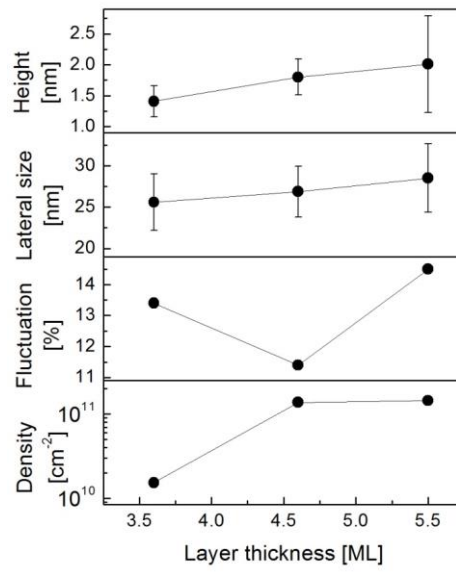 Height
[nm]
2.5
2.0
1.5
1.0
Lateral size
[nm]
30
25
20
Fluctuation
[%]
14
13
12
11
Density
[cm⁻²]
10¹¹
10¹⁰
3.5 4.0 4.5 5.0 5.5
Layer thickness [ML]